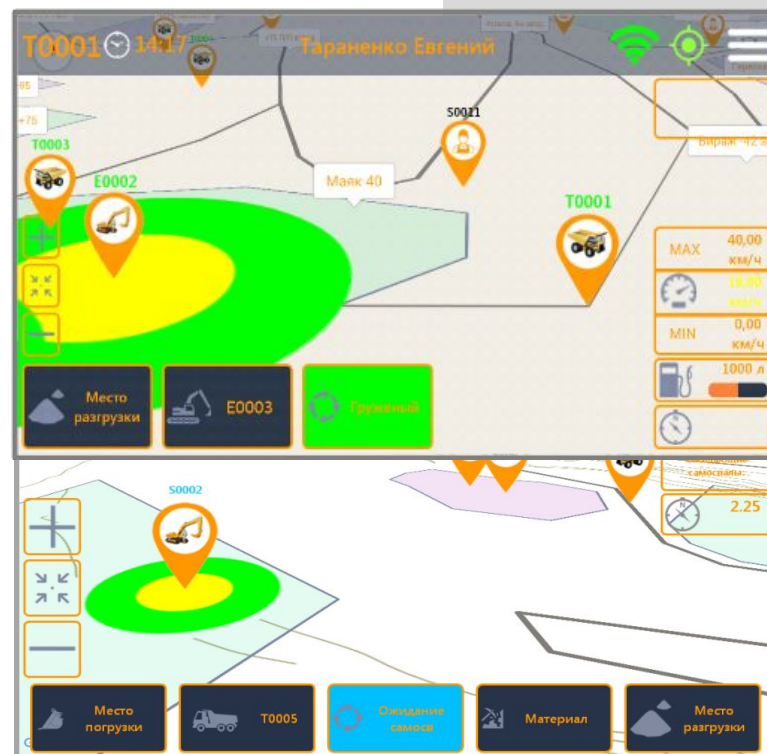 T0001 14:17
Тараненко Евгений
+75
T0003
E0002
Маяк 40
S0011
T0001
Вираж 42
MAX 40,00
км/ч
18,00
км/ч
MIN 0,00
км/ч
1000 л
Место
разгрузки
E0003
Груженый
S0002
самосвалы:
2.25
N
Место
погрузки
T0005
Ожидание
самосв
Материал
Место
разгрузки